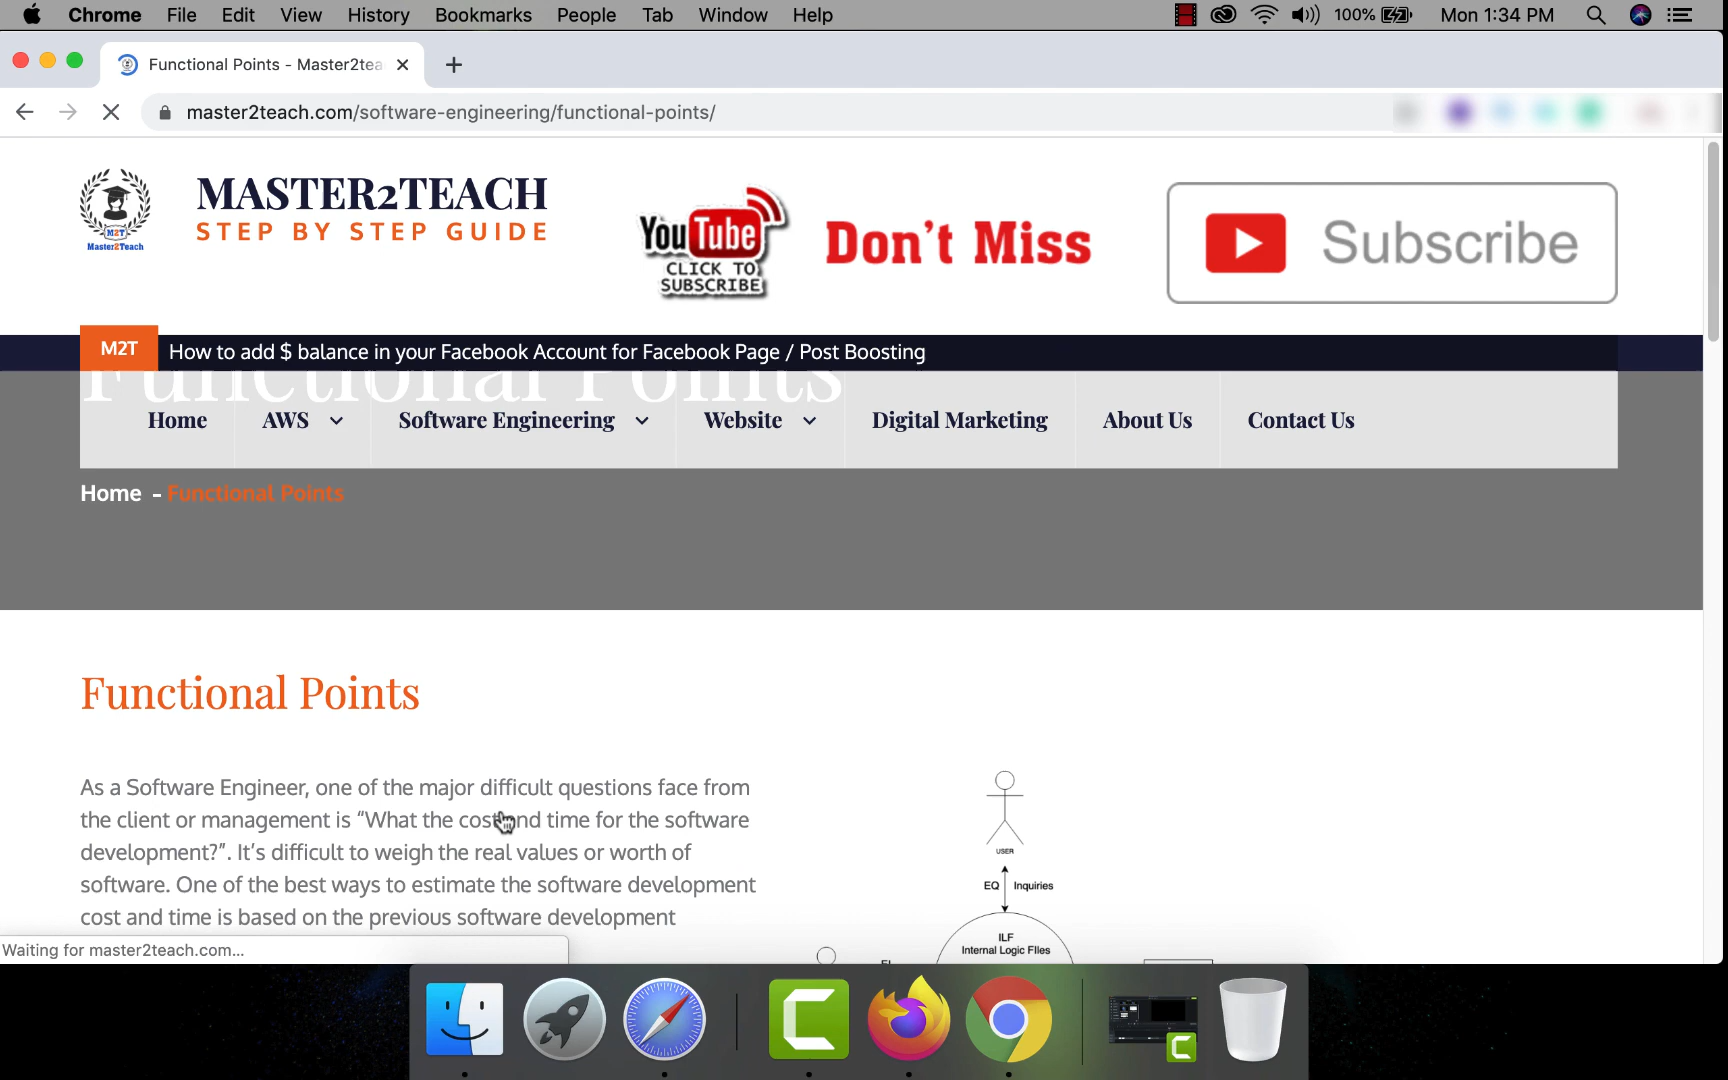 Chrome File Edit View History Bookmarks People Tab Window Help 100% Mon 1:34 PM
Functional Points - Master2tea
master2teach.com/software-engineering/functional-points/
MASTER2TEACH
STEP BY STEP GUIDE
M2T
Master2Teach
YouTube
CLICK TO
SUBSCRIBE
Don't Miss
Subscribe
M2T How to add $ balance in your Facebook Account for Facebook Page / Post Boosting
Functional Points
Home AWS Software Engineering Website Digital Marketing About Us Contact Us
Home - Functional Points
Functional Points
As a Software Engineer, one of the major difficult questions face from
the client or management is “What the cost and time for the software
development?”. It’s difficult to weigh the real values or worth of
software. One of the best ways to estimate the software development
cost and time is based on the previous software development
USER
EQ Inquiries
ILF
Internal Logic FIles
EI
Waiting for master2teach.com...